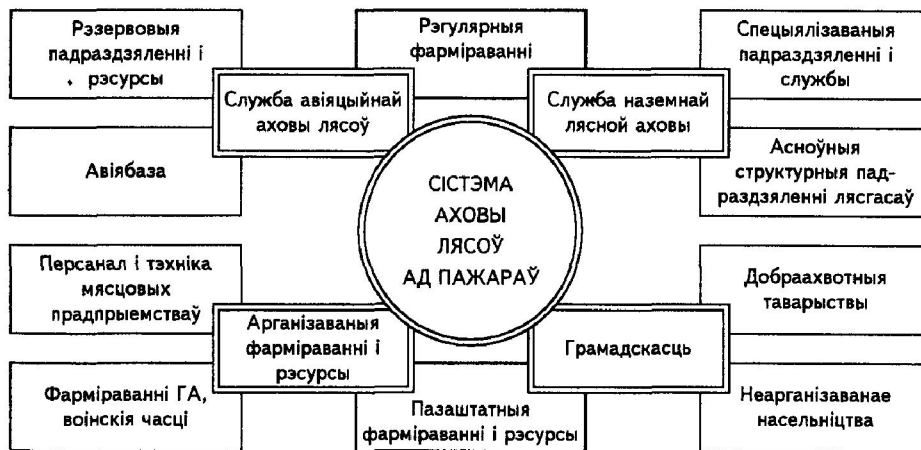 Рэзервовыя
падраздзяленні і
рэсурсы
Рэгулярныя
фарміраванні
Спецыялізаваныя
падраздзяленні і
службы
Служба авіяцыйнай
аховы лясоў
Служба наземнай
лясной аховы
Авіябаза
Асноўныя
структурныя пад-
раздзяленні лясгасаў
СІСТЭМА
АХОВЫ
ЛЯСОЎ
АД ПАЖАРАЎ
Персанал і тэхніка
мясцовых
прадпрыемстваў
Добраахвотныя
таварыствы
Арганізаваныя
фарміраванні і
рэсурсы
Грамадскасць
Фарміраванні ГА,
воінскія часці
Пазаштатныя
фарміраванні і рэсурсы
Неарганізаванае
насельніцтва